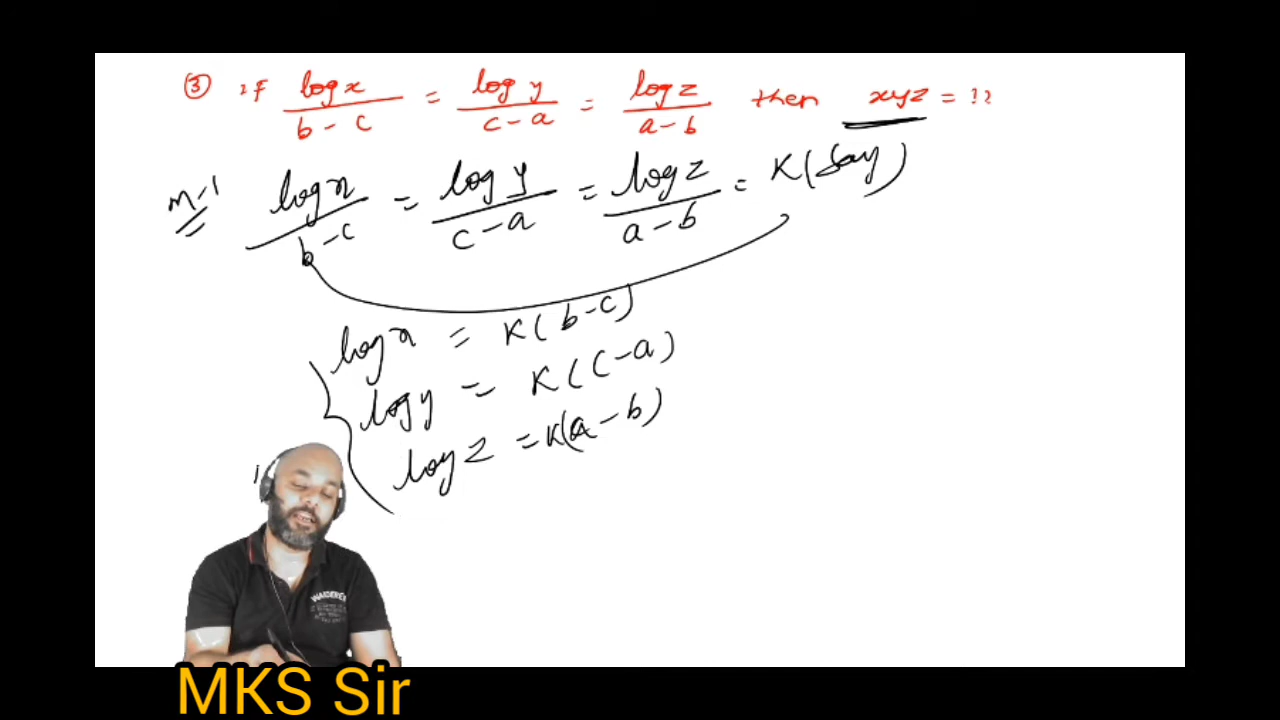 ③ If log x / b - c = log y / c - a = log z / a - b then xyz = ??
M-1 log x / b - c = log y / c - a = log z / a - b = K (say)
log x = K(b - c)
log y = K(c - a)
log z = K(a - b)
MKS Sir